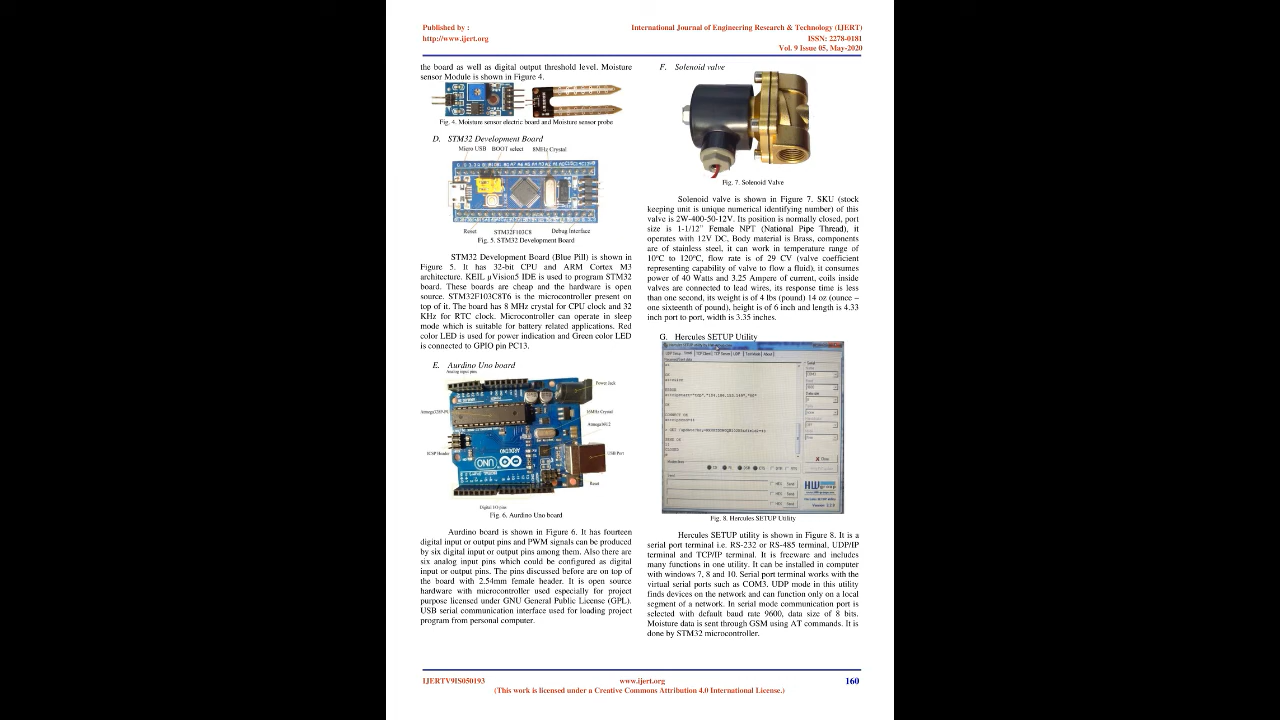 Published by :
http://www.ijert.org
International Journal of Engineering Research & Technology (IJERT)
ISSN: 2278-0181
Vol. 9 Issue 05, May-2020
the board as well as digital output threshold level. Moisture
sensor Module is shown in Figure 4.
Fig. 4. Moisture sensor electric board and Moisture sensor probe
D. STM32 Development Board
Micro USB BOOT select 8MHz Crystal
Reset STM32F103C8 Debug Interface
Fig. 5. STM32 Development Board
STM32 Development Board (Blue Pill) is shown in
Figure 5. It has 32-bit CPU and ARM Cortex M3
architecture. KEIL µVision5 IDE is used to program STM32
board. These boards are cheap and the hardware is open
source. STM32F103C8T6 is the microcontroller present on
top of it. The board has 8 MHz crystal for CPU clock and 32
KHz for RTC clock. Microcontroller can operate in sleep
mode which is suitable for battery related applications. Red
color LED is used for power indication and Green color LED
is connected to GPIO pin PC13.
E. Aurdino Uno board
Analog input pins
Power Jack
Atmega328P-PU
16MHz Crystal
Atmega16U2
ICSP Header
USB Port
UNO
Reset
Digital I/O pins
Fig. 6. Aurdino Uno board
Aurdino board is shown in Figure 6. It has fourteen
digital input or output pins and PWM signals can be produced
by six digital input or output pins among them. Also there are
six analog input pins which could be configured as digital
input or output pins. The pins discussed before are on top of
the board with 2.54mm female header. It is open source
hardware with microcontroller used especially for project
purpose licensed under GNU General Public License (GPL).
USB serial communication interface used for loading project
program from personal computer.
F. Solenoid valve
Fig. 7. Solenoid Valve
Solenoid valve is shown in Figure 7. SKU (stock
keeping unit is unique numerical identifying number) of this
valve is 2W-400-50-12V. Its position is normally closed, port
size is 1-1/12" Female NPT (National Pipe Thread), it
operates with 12V DC, Body material is Brass, components
are of stainless steel, it can work in temperature range of
10°C to 120°C, flow rate is of 29 CV (valve coefficient
representing capability of valve to flow a fluid), it consumes
power of 40 Watts and 3.25 Ampere of current, coils inside
valves are connected to lead wires, its response time is less
than one second, its weight is of 4 lbs (pound) 14 oz (ounce –
one sixteenth of pound), height is of 6 inch and length is 4.33
inch port to port, width is 3.35 inches.
G. Hercules SETUP Utility
HWgroup
Fig. 8. Hercules SETUP Utility
Hercules SETUP utility is shown in Figure 8. It is a
serial port terminal i.e. RS-232 or RS-485 terminal, UDP/IP
terminal and TCP/IP terminal. It is freeware and includes
many functions in one utility. It can be installed in computer
with windows 7, 8 and 10. Serial port terminal works with the
virtual serial ports such as COM3. UDP mode in this utility
finds devices on the network and can function only on a local
segment of a network. In serial mode communication port is
selected with default baud rate 9600, data size of 8 bits.
Moisture data is sent through GSM using AT commands. It is
done by STM32 microcontroller.
IJERTV9IS050193
www.ijert.org
160
(This work is licensed under a Creative Commons Attribution 4.0 International License.)